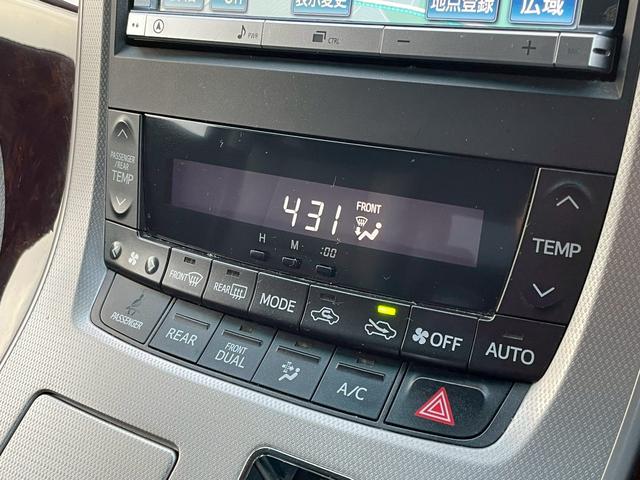 表示変更
地点登録
広域
PWR
CTRL
PASSENGER
/REAR
TEMP
431
FRONT
H M :00
TEMP
FRONT
REAR
MODE
OFF
AUTO
PASSENGER
REAR
FRONT
DUAL
A/C